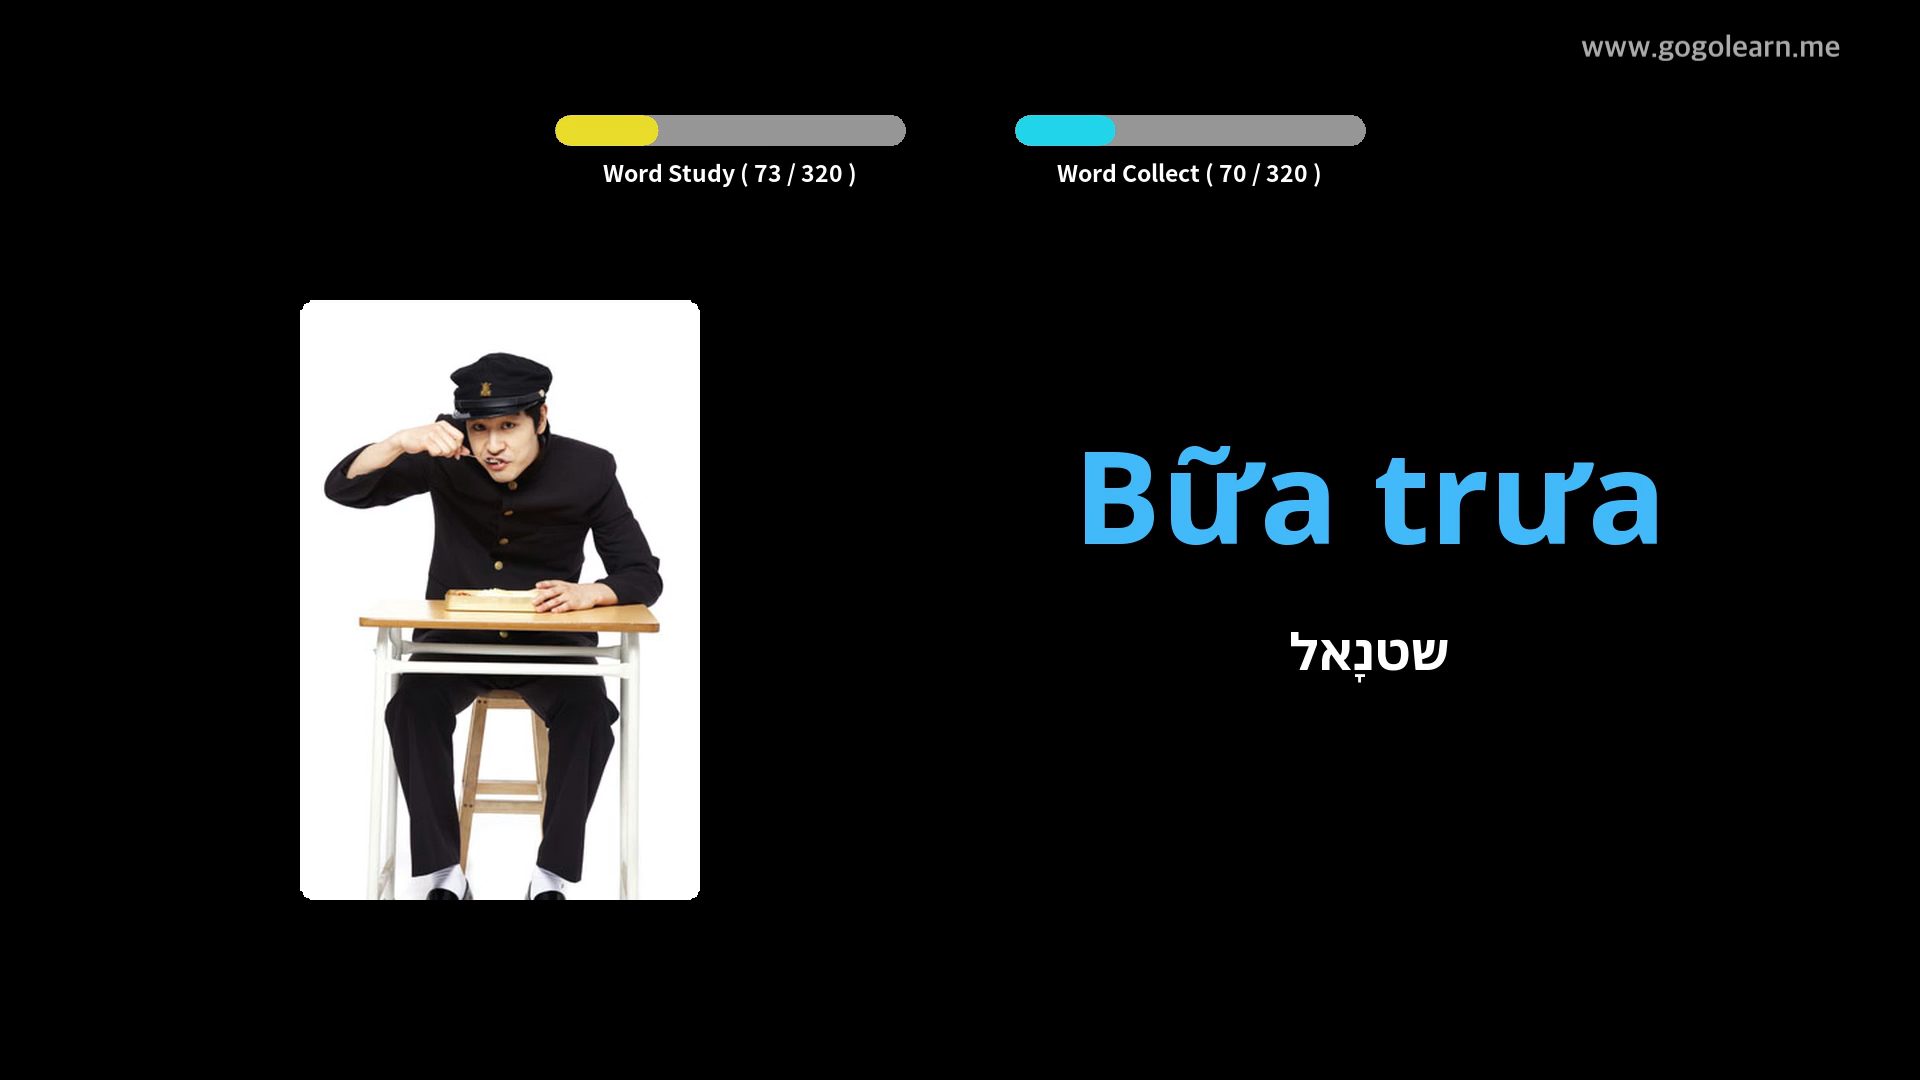 www.gogolearn.me
Word Study ( 73 / 320 )
Word Collect ( 70 / 320 )
Bữa trưa
שטנָאל